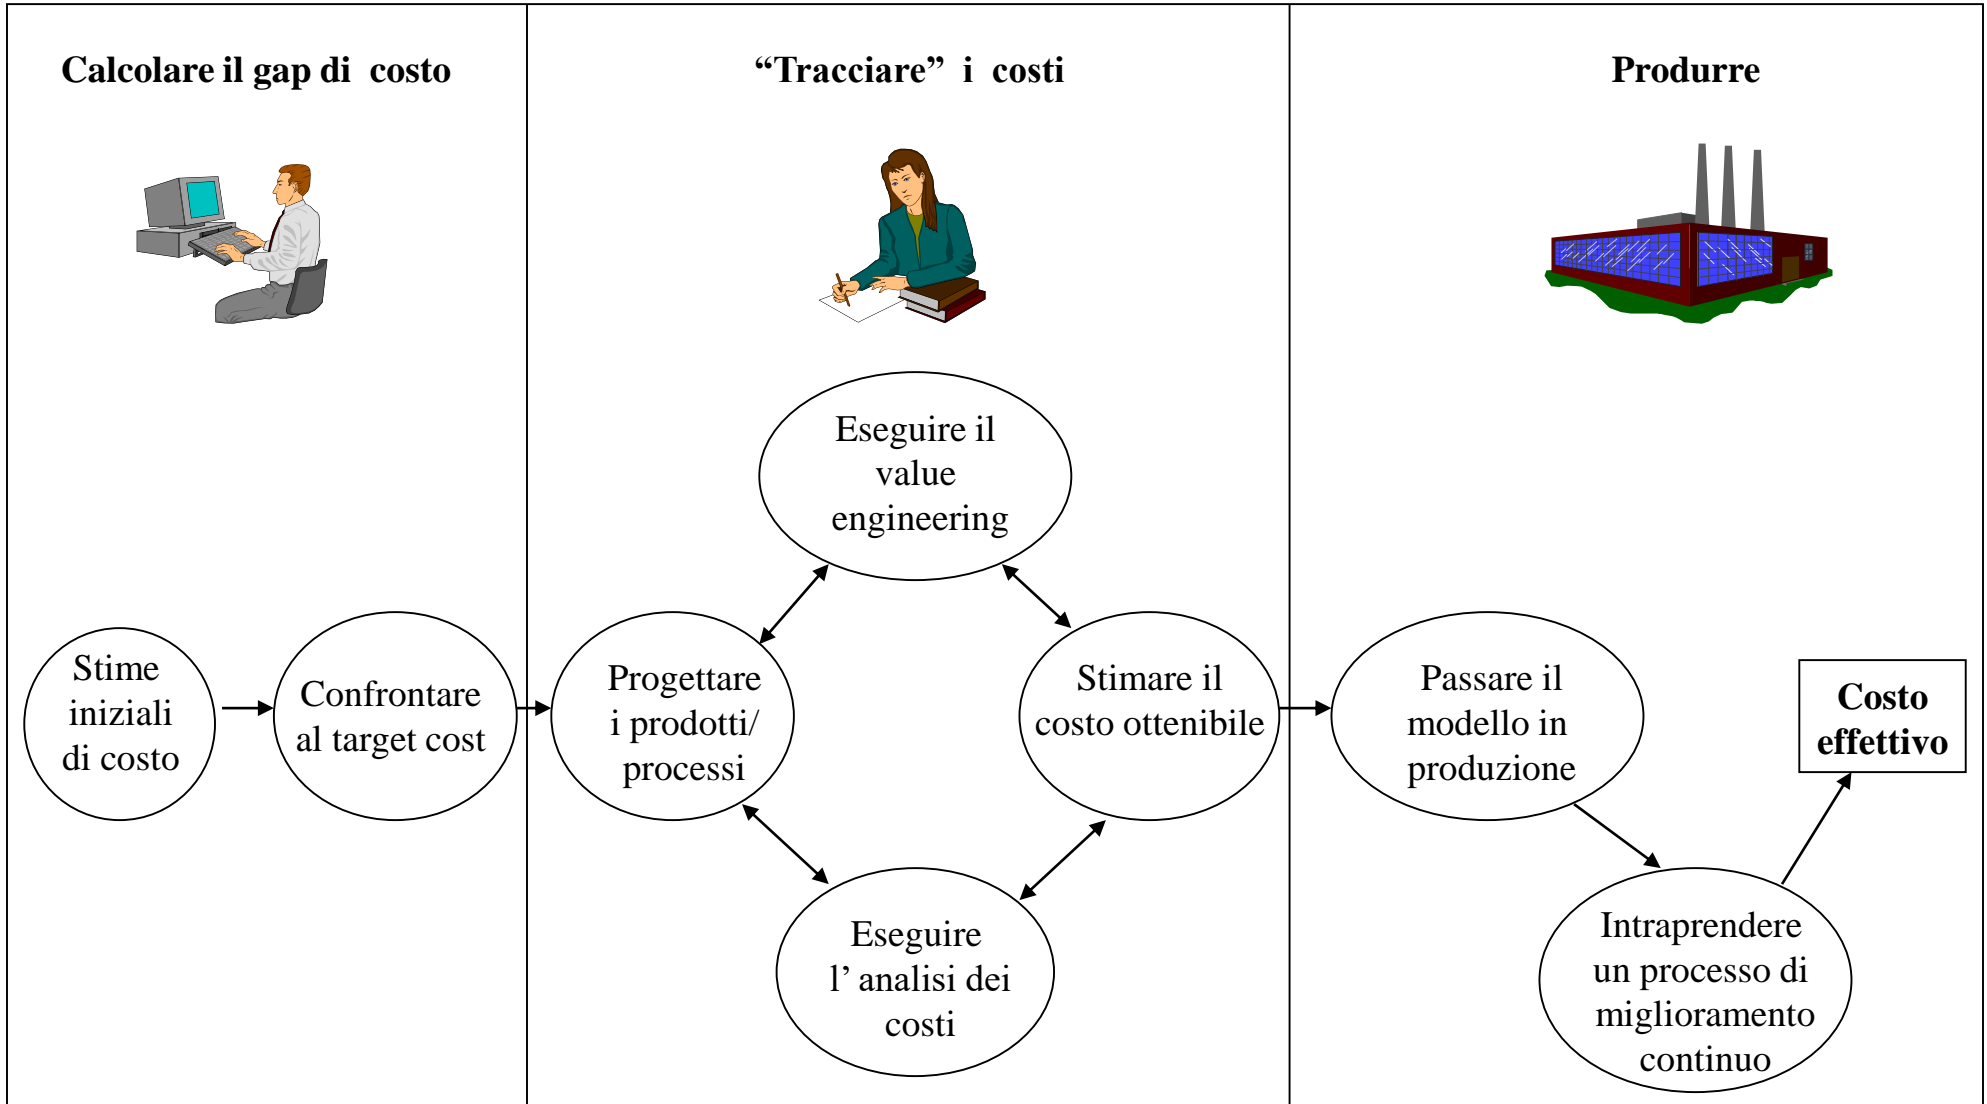 Calcolare il gap di costo
“Tracciare” i costi
Produrre
Eseguire il
value
engineering
Stime
iniziali
di costo
Confrontare
al target cost
Progettare
i prodotti/
processi
Stimare il
costo ottenibile
Passare il
modello in
produzione
Costo
effettivo
Eseguire
l’ analisi dei
costi
Intraprendere
un processo di
miglioramento
continuo